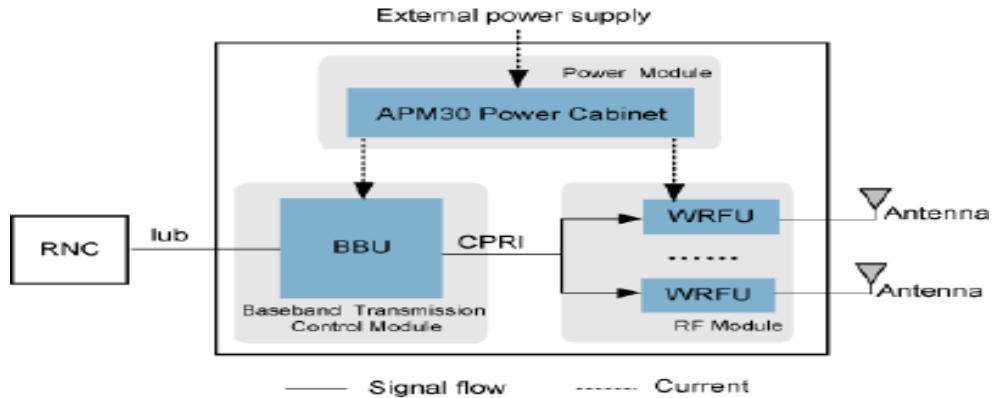 External power supply
Power Module
APM30 Power Cabinet
RNC
Iub
BBU
CPRI
WRFU
Antenna
......
WRFU
Antenna
Baseband Transmission
Control Module
RF Module
Signal flow
Current